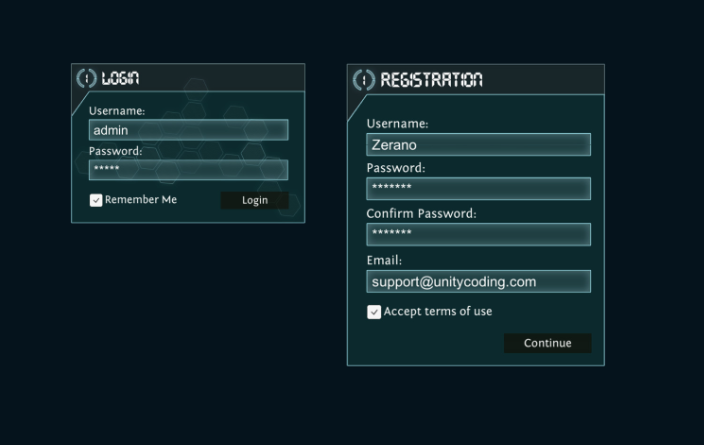 LOGIN
Username:
admin
Password:
*****
Remember Me
Login
REGISTRATION
Username:
Zerano
Password:
*******
Confirm Password:
*******
Email:
support@unitycoding.com
Accept terms of use
Continue